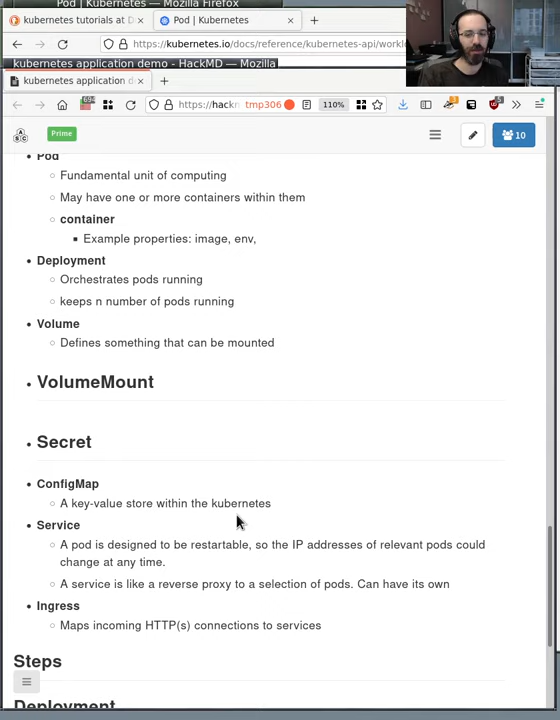 Pod | Kubernetes — Mozilla Firefox
kubernetes tutorials at D
Pod | Kubernetes
https://kubernetes.io/docs/reference/kubernetes-api/workl
kubernetes application demo - HackMD — Mozilla
kubernetes application d
https://hackm
tmp306
110%
Prime
10
Pod
Fundamental unit of computing
May have one or more containers within them
container
Example properties: image, env,
Deployment
Orchestrates pods running
keeps n number of pods running
Volume
Defines something that can be mounted
VolumeMount
Secret
ConfigMap
A key-value store within the kubernetes
Service
A pod is designed to be restartable, so the IP addresses of relevant pods could
change at any time.
A service is like a reverse proxy to a selection of pods. Can have its own
Ingress
Maps incoming HTTP(s) connections to services
Steps
Deployment